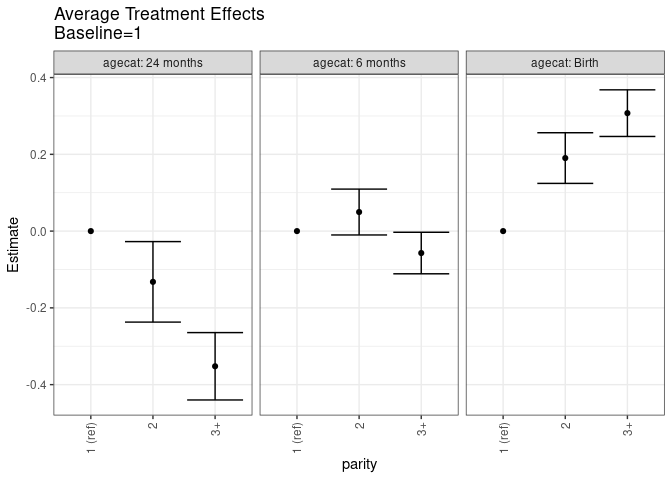 Average Treatment Effects
Baseline=1
agecat: 24 months
agecat: 6 months
agecat: Birth
0.4
0.2
0.0
-0.2
-0.4
Estimate
1 (ref)
2
3+
1 (ref)
2
3+
1 (ref)
2
3+
parity